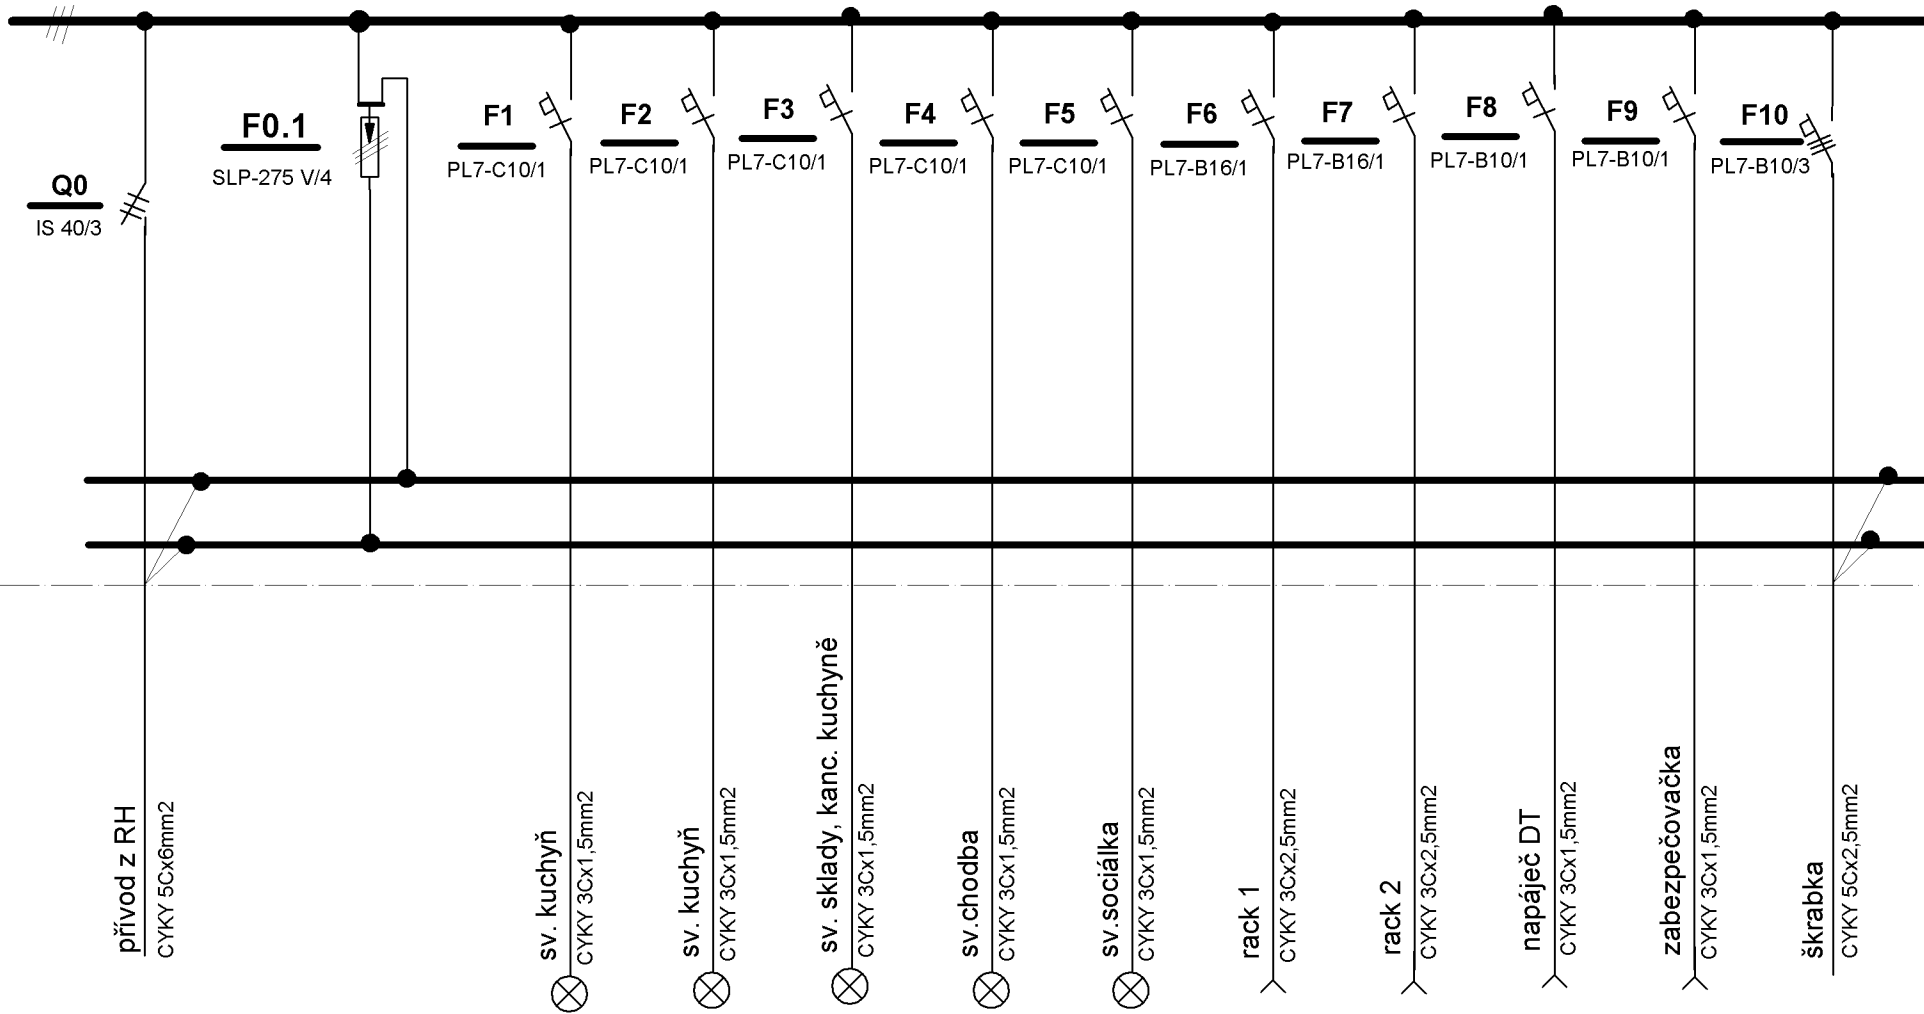 Q0
IS 40/3
F0.1
SLP-275 V/4
F1
PL7-C10/1
F2
PL7-C10/1
F3
PL7-C10/1
F4
PL7-C10/1
F5
PL7-C10/1
F6
PL7-B16/1
F7
PL7-B16/1
F8
PL7-B10/1
F9
PL7-B10/1
F10
PL7-B10/3
přívod z RH
CYKY 5Cx6mm2
sv. kuchyň
CYKY 3Cx1,5mm2
sv. kuchyň
CYKY 3Cx1,5mm2
sv. sklady, kanc. kuchyně
CYKY 3Cx1,5mm2
sv.chodba
CYKY 3Cx1,5mm2
sv.sociálka
CYKY 3Cx1,5mm2
rack 1
CYKY 3Cx2,5mm2
rack 2
CYKY 3Cx2,5mm2
napáječ DT
CYKY 3Cx1,5mm2
zabezpečovačka
CYKY 3Cx1,5mm2
škrabka
CYKY 5Cx2,5mm2